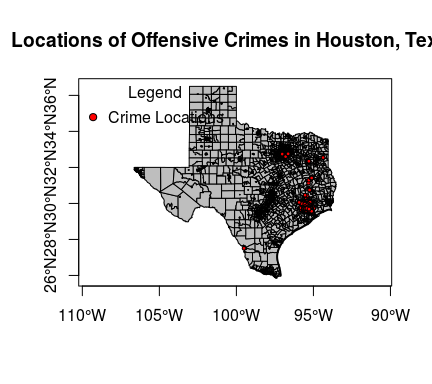 Locations of Offensive Crimes in Houston, Tex
Legend
Crime Locations
26°N28°N30°N32°N34°N36°N
110°W 105°W 100°W 95°W 90°W